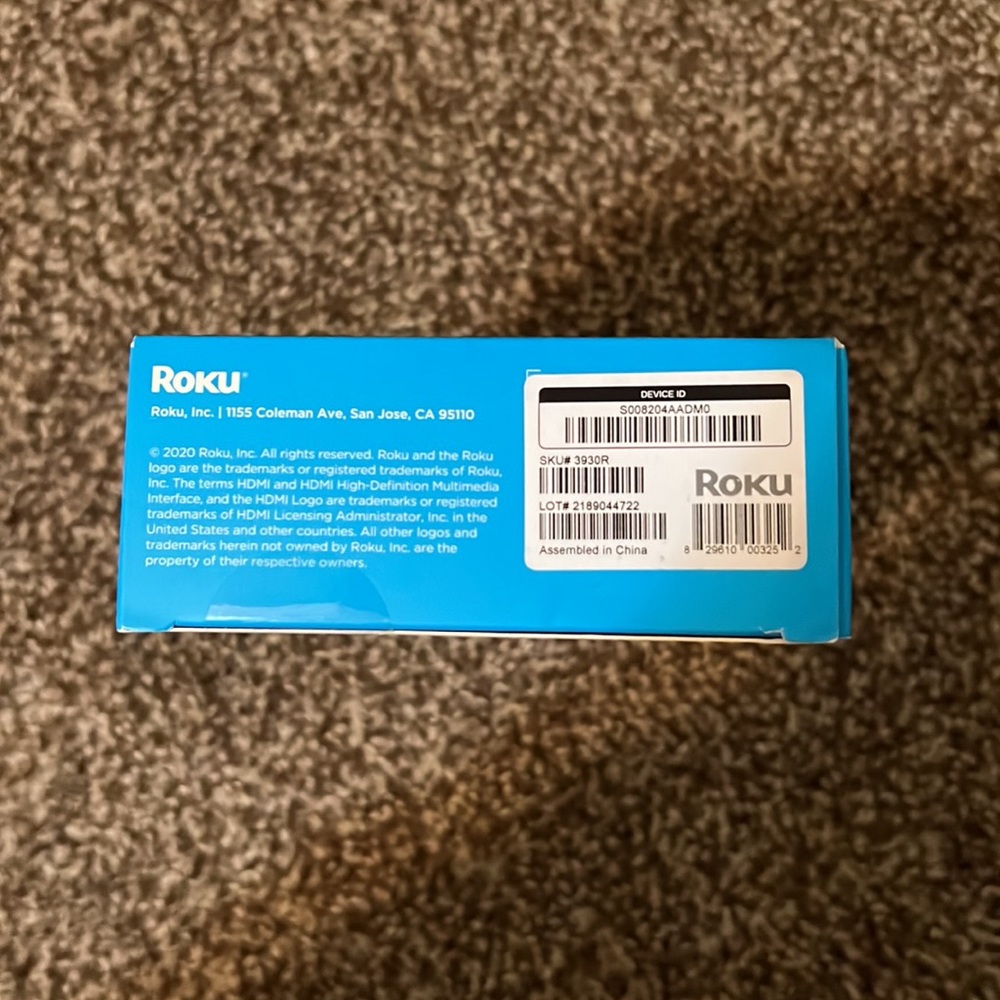 Roku®
Roku, Inc. | 1155 Coleman Ave, San Jose, CA 95110
© 2020 Roku, Inc. All rights reserved. Roku and the Roku
logo are the trademarks or registered trademarks of Roku,
Inc. The terms HDMI and HDMI High-Definition Multimedia
Interface, and the HDMI Logo are trademarks or registered
trademarks of HDMI Licensing Administrator, Inc. in the
United States and other countries. All other logos and
trademarks herein not owned by Roku, Inc. are the
property of their respective owners.
DEVICE ID
S008204AADM0
SKU# 3930R
Roku
LOT# 2189044722
Assembled in China
8 29610 00325 2